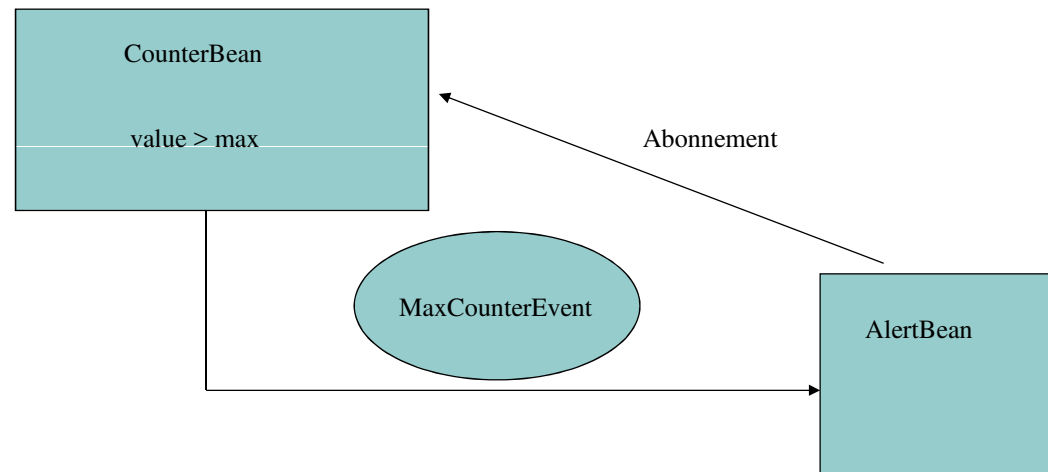 CounterBean
value > max
Abonnement
MaxCounterEvent
AlertBean